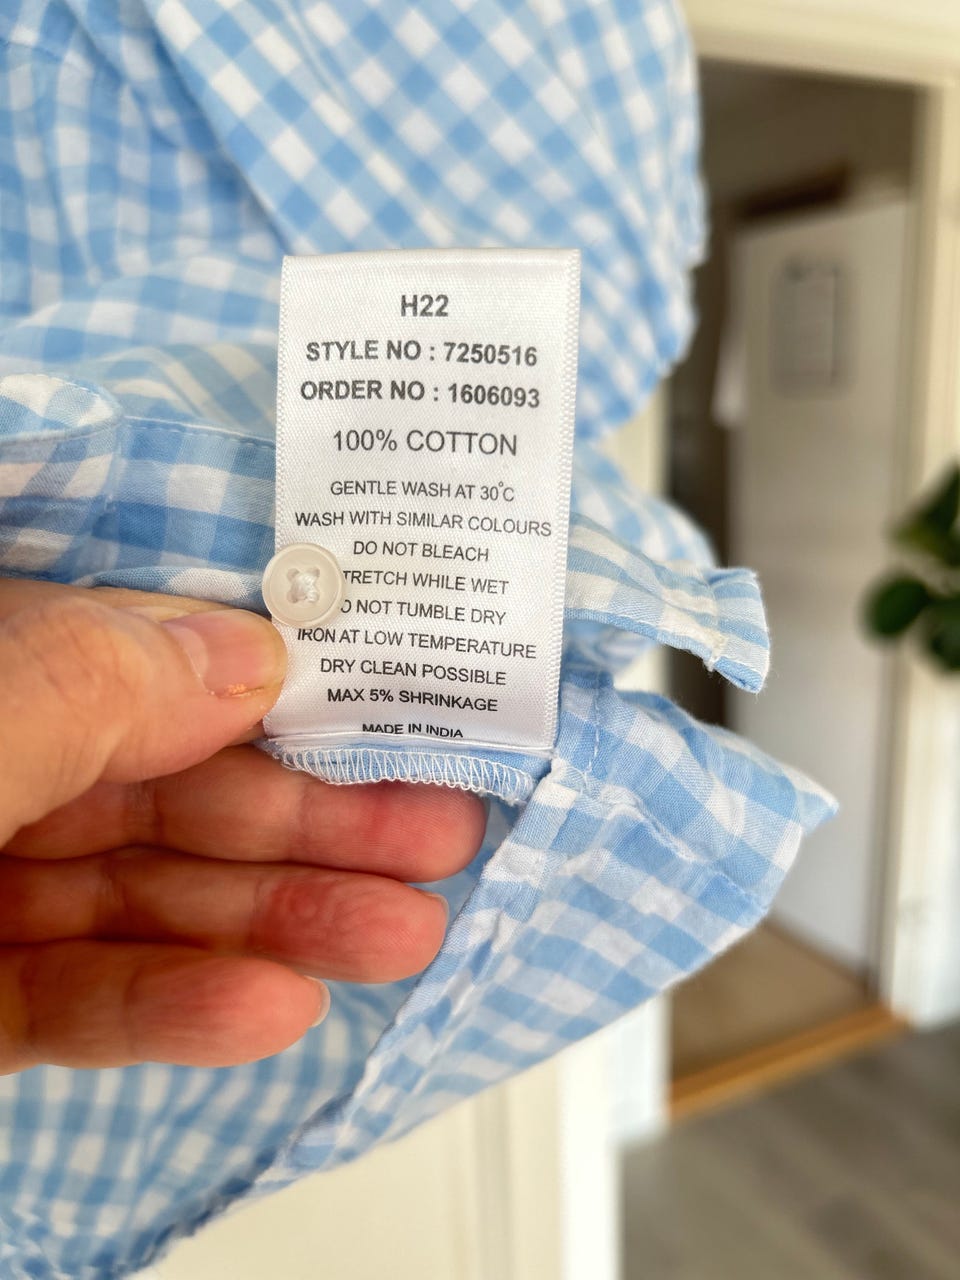 H22
STYLE NO : 7250516
ORDER NO : 1606093
100% COTTON
GENTLE WASH AT 30°C
WASH WITH SIMILAR COLOURS
DO NOT BLEACH
TRETCH WHILE WET
O NOT TUMBLE DRY
IRON AT LOW TEMPERATURE
DRY CLEAN POSSIBLE
MAX 5% SHRINKAGE
MADE IN INDIA